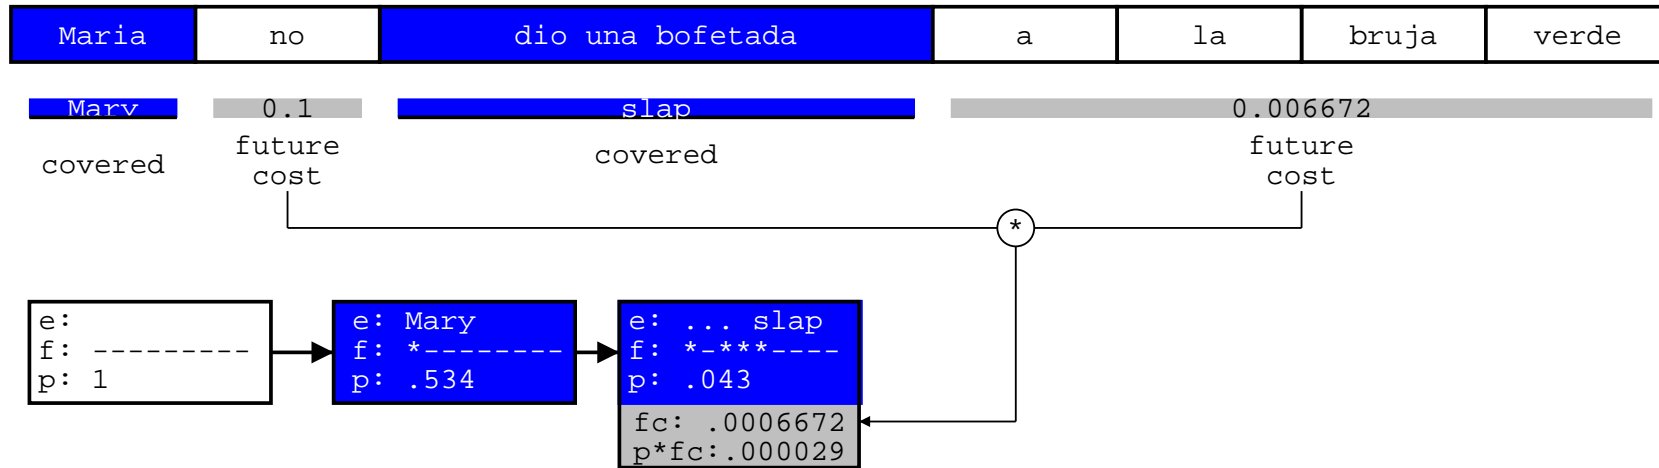 Maria no dio una bofetada a la bruja verde
Mary 0.1 slap 0.006672
covered future cost covered future cost
*
e:
f: ---------
p: 1
e: Mary
f: *--------
p: .534
e: ... slap
f: *-***----
p: .043
fc: .0006672
p*fc:.000029